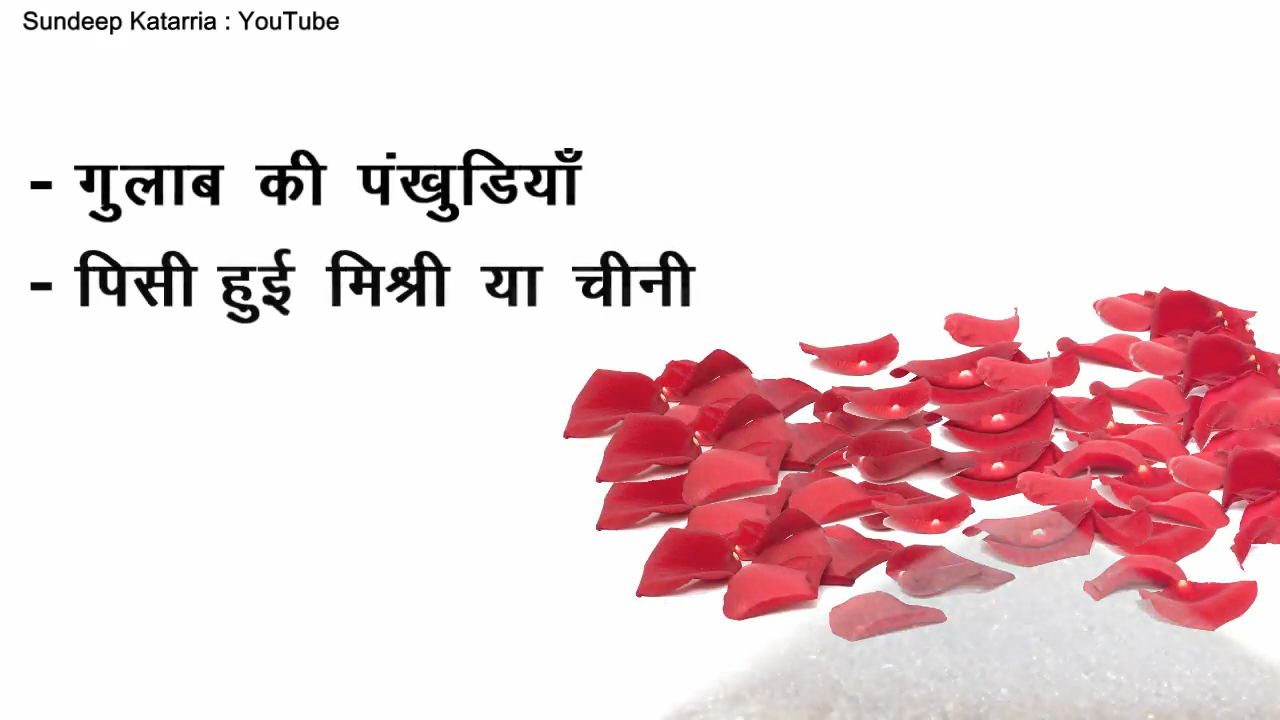 Sundeep Katarria : YouTube
- गुलाब की पंखुडियाँ
- पिसी हुई मिश्री या चीनी